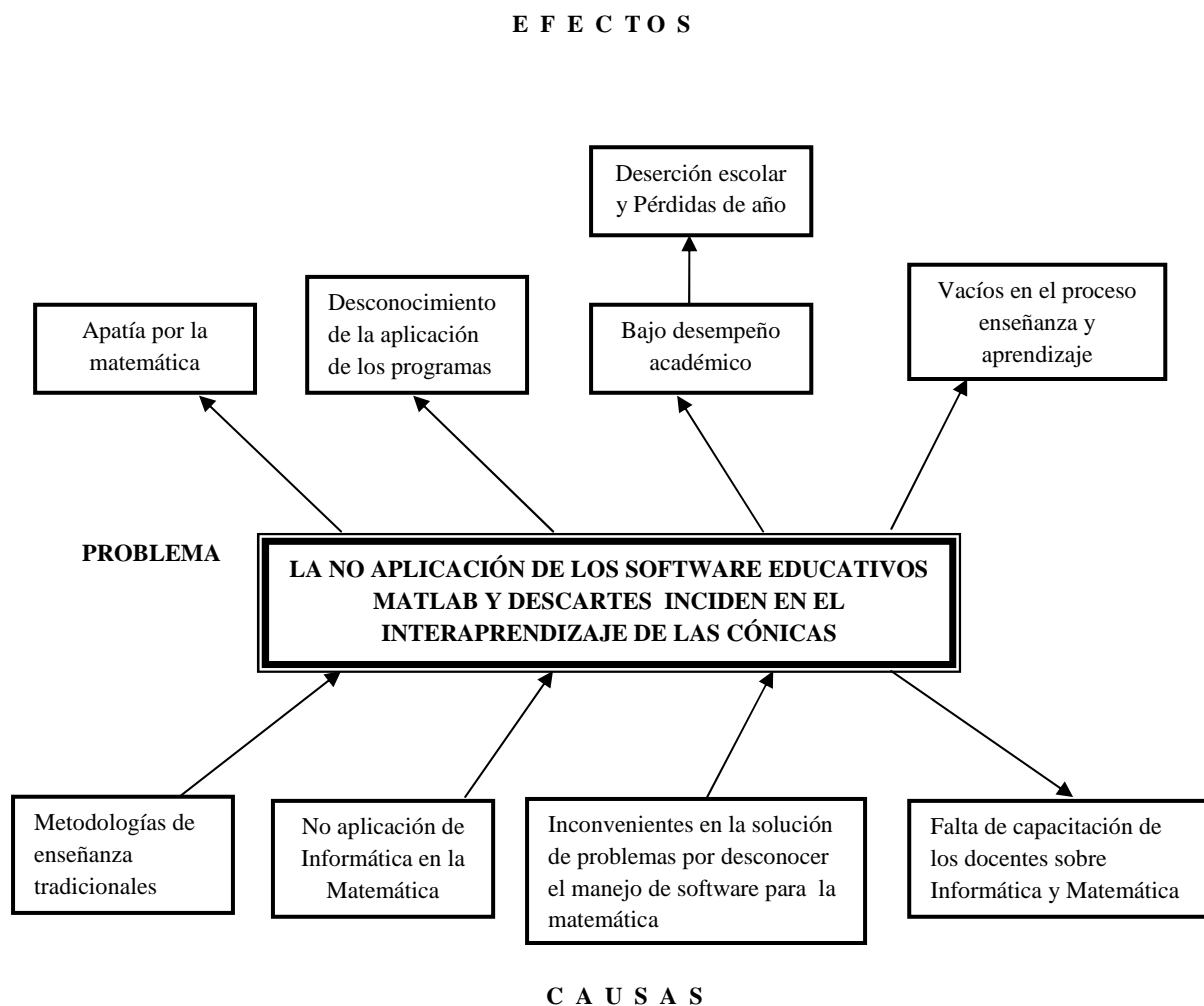 E F E C T O S
Deserción escolar
y Pérdidas de año
Apatía por la
matemática
Desconocimiento
de la aplicación
de los programas
Bajo desempeño
académico
Vacíos en el proceso
enseñanza y
aprendizaje
PROBLEMA
LA NO APLICACIÓN DE LOS SOFTWARE EDUCATIVOS
MATLAB Y DESCARTES INCIDEN EN EL
INTERAPRENDIZAJE DE LAS CÓNICAS
Metodologías de
enseñanza
tradicionales
No aplicación de
Informática en la
Matemática
Inconvenientes en la solución
de problemas por desconocer
el manejo de software para la
matemática
Falta de capacitación de
los docentes sobre
Informática y Matemática
C A U S A S